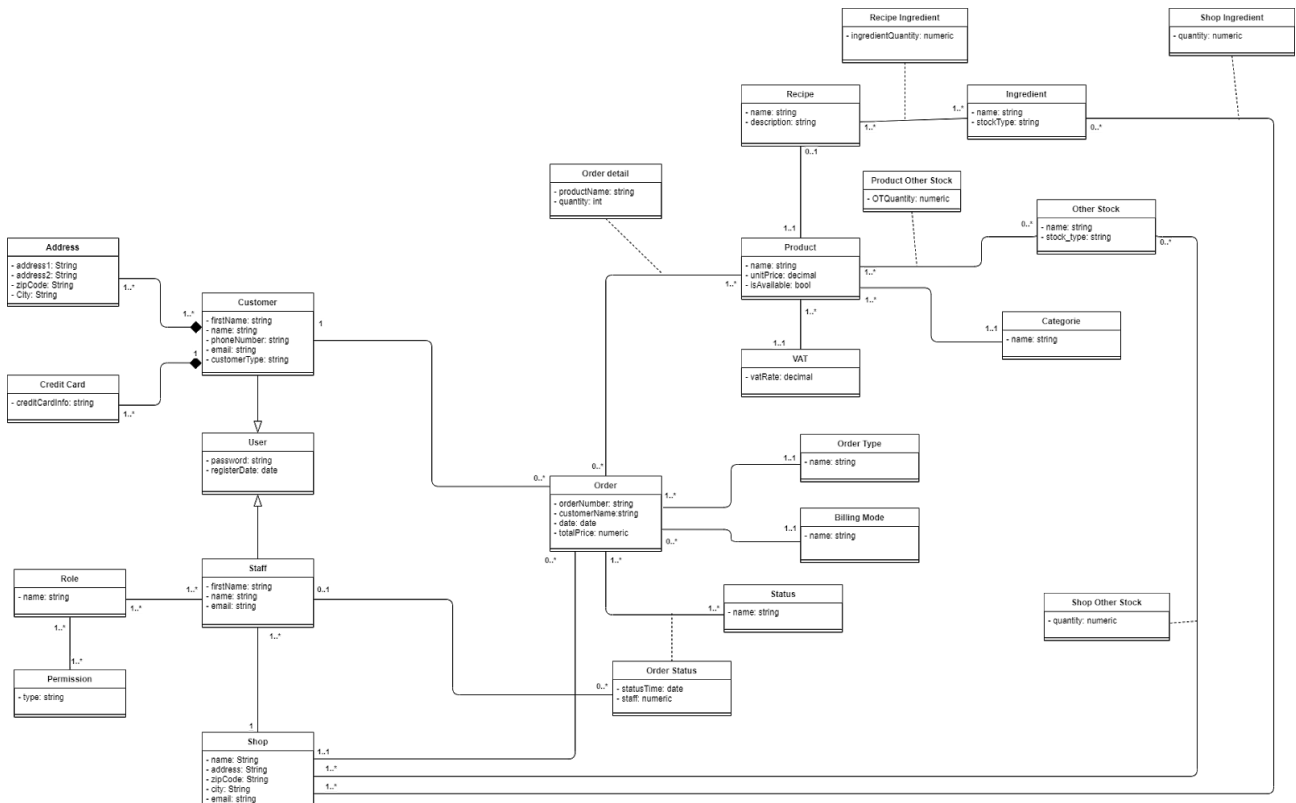 Recipe Ingredient
- ingredientQuantity: numeric
Shop Ingredient
- quantity: numeric
Recipe
- name: string
- description: string
1..*
1..*
Ingredient
- name: string
- stockType: string
0..*
0..1
Order detail
- productName: string
- quantity: int
Product Other Stock
- OTQuantity: numeric
Other Stock
- name: string
- stock_type: string
0..*
0..*
1..1
Product
- name: string
- unitPrice: decimal
- isAvailable: bool
1..*
1..*
1..*
1..*
Address
- address1: String
- address2: String
- zipCode: String
- City: String
1..*
1..*
1
Customer
- firstName: string
- name: string
- phoneNumber: string
- email: string
- customerType: string
1
Categorie
- name: string
1..1
1..1
VAT
- vatRate: decimal
Credit Card
- creditCardInfo: string
1..*
User
- password: string
- registerDate: date
Order Type
- name: string
1..1
0..*
0..*
Order
- orderNumber: string
- customerName:string
- date: date
- totalPrice: numeric
1..*
0..*
0..*
1..*
Billing Mode
- name: string
1..1
Role
- name: string
1..*
1..*
Staff
- firstName: string
- name: string
- email: string
0..1
1..*
Status
- name: string
1..*
Shop Other Stock
- quantity: numeric
1..*
1..*
Permission
- type: string
Order Status
- statusTime: date
- staff: numeric
0..*
1
Shop
- name: String
- address: String
- zipCode: String
- city: String
- email: string
1..1
1..*
1..*